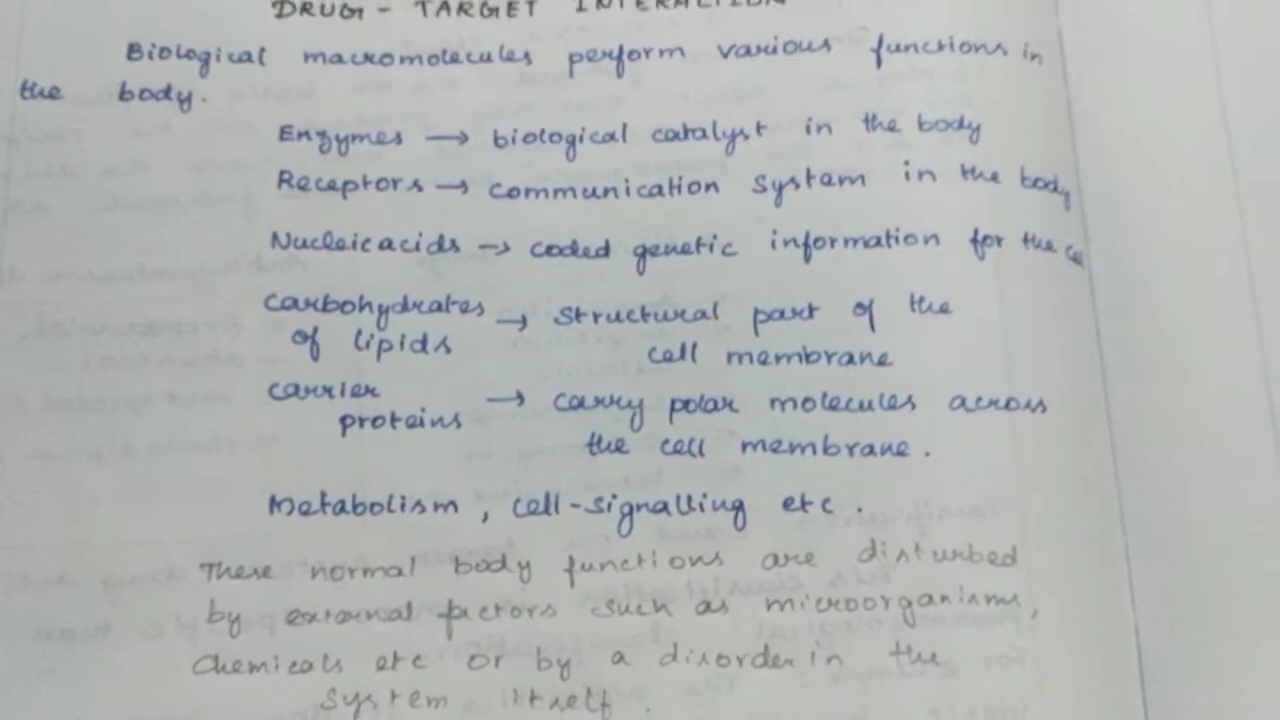 DRUG - TARGET INTERACTION
Biological macromolecules perform various functions in
the body.
Enzymes → biological catalyst in the body
Receptors → communication system in the body
Nucleic acids → coded genetic information for the
carbohydrates → structural part of the
of lipids cell membrane
carrier → carry polar molecules across
proteins the cell membrane.
Metabolism, cell-signalling etc.
These normal body functions are disturbed
by external factors such as microorganisms,
chemicals etc or by a disorder in the
system itself.